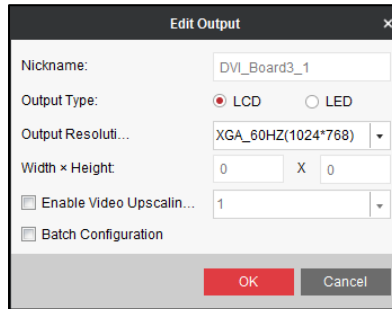 Edit Output ×
Nickname: DVI_Board3_1
Output Type: LCD LED
Output Resoluti... XGA_60HZ(1024*768)
Width × Height: 0 X 0
Enable Video Upscalin... 1
Batch Configuration
OK Cancel